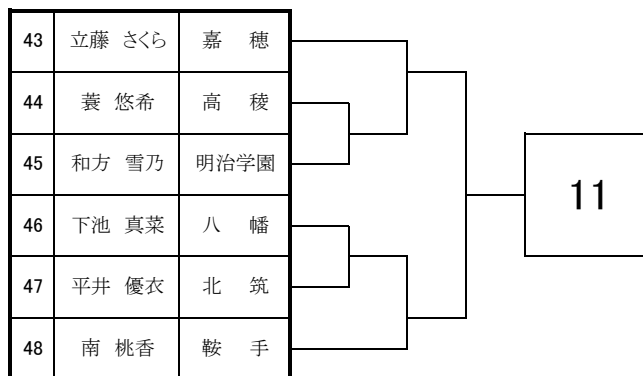 43 立藤 さくら 嘉 穂
44 蓑 悠希 高 稜
45 和方 雪乃 明治学園
46 下池 真菜 八 幡
47 平井 優衣 北 筑
48 南 桃香 鞍 手
11